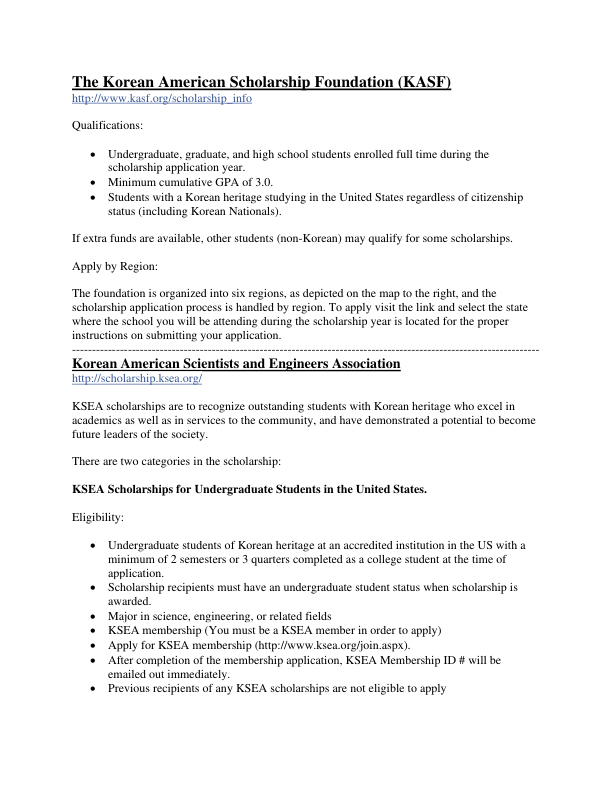 The Korean American Scholarship Foundation (KASF)
http://www.kasf.org/scholarship_info
Qualifications:
• Undergraduate, graduate, and high school students enrolled full time during the
scholarship application year.
• Minimum cumulative GPA of 3.0.
• Students with a Korean heritage studying in the United States regardless of citizenship
status (including Korean Nationals).
If extra funds are available, other students (non-Korean) may qualify for some scholarships.
Apply by Region:
The foundation is organized into six regions, as depicted on the map to the right, and the
scholarship application process is handled by region. To apply visit the link and select the state
where the school you will be attending during the scholarship year is located for the proper
instructions on submitting your application.
---------------------------------------------------------------------------------------------------------------------
Korean American Scientists and Engineers Association
http://scholarship.ksea.org/
KSEA scholarships are to recognize outstanding students with Korean heritage who excel in
academics as well as in services to the community, and have demonstrated a potential to become
future leaders of the society.
There are two categories in the scholarship:
KSEA Scholarships for Undergraduate Students in the United States.
Eligibility:
• Undergraduate students of Korean heritage at an accredited institution in the US with a
minimum of 2 semesters or 3 quarters completed as a college student at the time of
application.
• Scholarship recipients must have an undergraduate student status when scholarship is
awarded.
• Major in science, engineering, or related fields
• KSEA membership (You must be a KSEA member in order to apply)
• Apply for KSEA membership (http://www.ksea.org/join.aspx).
• After completion of the membership application, KSEA Membership ID # will be
emailed out immediately.
• Previous recipients of any KSEA scholarships are not eligible to apply